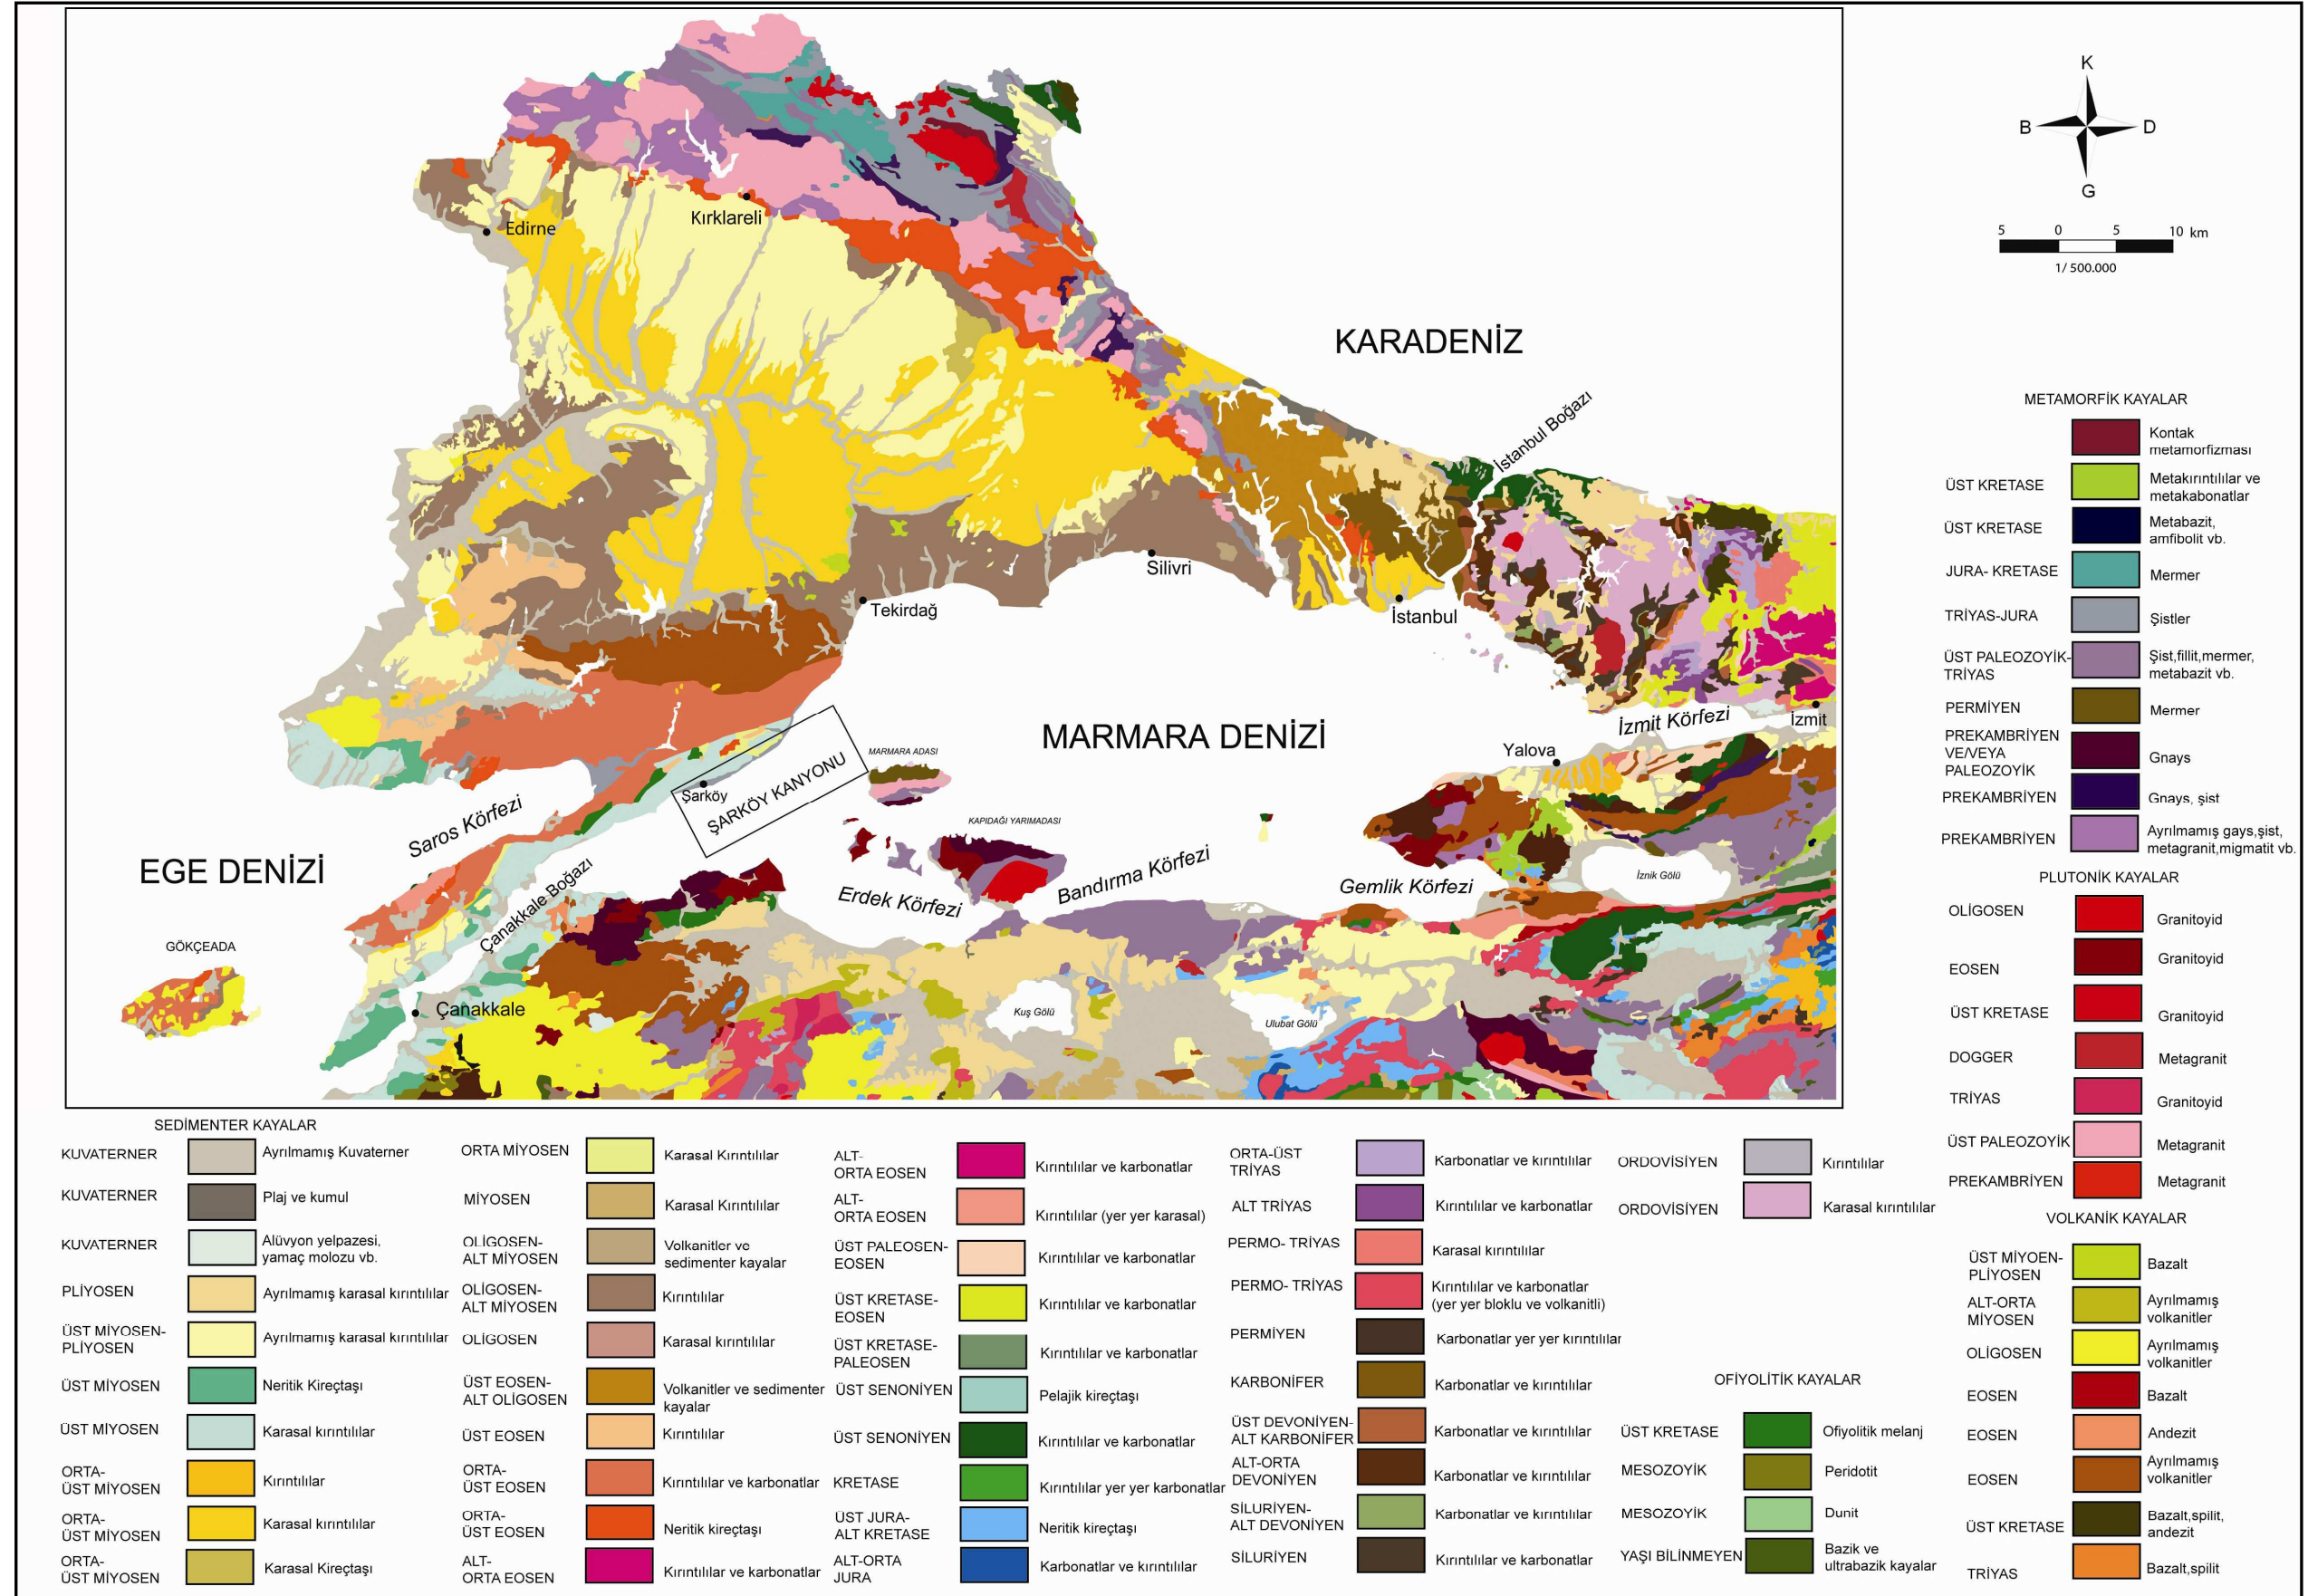 K
B
D
G
5 0 5 10 km
1/ 500.000
Kırklareli
Edirne
KARADENİZ
İstanbul Boğazı
Silivri
Tekirdağ
İstanbul
MARMARA DENİZİ
İzmit Körfezi
İzmit
Yalova
MARMARA ADASI
Şarköy
ŞARKÖY KANYONU
Saros Körfezi
KAPIDAĞI YARIMADASI
EGE DENİZİ
Çanakkale Boğazı
Erdek Körfezi
Bandırma Körfezi
Gemlik Körfezi
İznik Gölü
GÖKÇEADA
Çanakkale
Kuş Gölü
Ulubat Gölü
METAMORFİK KAYALAR
Kontak
metamorfizması
ÜST KRETASE
Metakırıntılılar ve
metakabonatlar
ÜST KRETASE
Metabazit,
amfibolit vb.
JURA- KRETASE
Mermer
TRİYAS-JURA
Şistler
ÜST PALEOZOYİK-
TRİYAS
Şist,fillit,mermer,
metabazit vb.
PERMİYEN
Mermer
PREKAMBRİYEN
VE/VEYA
PALEOZOYİK
Gnays
PREKAMBRİYEN
Gnays, şist
PREKAMBRİYEN
Ayrılmamış gays,şist,
metagranit,migmatit vb.
PLUTONİK KAYALAR
OLİGOSEN
Granitoyid
EOSEN
Granitoyid
ÜST KRETASE
Granitoyid
DOGGER
Metagranit
TRİYAS
Granitoyid
ÜST PALEOZOYİK
Metagranit
PREKAMBRİYEN
Metagranit
VOLKANİK KAYALAR
ÜST MİYOEN-
PLİYOSEN
Bazalt
ALT-ORTA
MİYOSEN
Ayrılmamış
volkanitler
OLİGOSEN
Ayrılmamış
volkanitler
EOSEN
Bazalt
EOSEN
Andezit
EOSEN
Ayrılmamış
volkanitler
ÜST KRETASE
Bazalt,spilit,
andezit
TRİYAS
Bazalt,spilit
SEDİMENTER KAYALAR
KUVATERNER
Ayrılmamış Kuvaterner
KUVATERNER
Plaj ve kumul
KUVATERNER
Alüvyon yelpazesi,
yamaç molozu vb.
PLİYOSEN
Ayrılmamış karasal kırıntılılar
ÜST MİYOSEN-
PLİYOSEN
Ayrılmamış karasal kırıntılılar
ÜST MİYOSEN
Neritik Kireçtaşı
ÜST MİYOSEN
Karasal kırıntılılar
ORTA-
ÜST MİYOSEN
Kırıntılılar
ORTA-
ÜST MİYOSEN
Karasal kırıntılılar
ORTA-
ÜST MİYOSEN
Karasal Kireçtaşı
ORTA MİYOSEN
Karasal Kırıntılılar
MİYOSEN
Karasal Kırıntılılar
OLİGOSEN-
ALT MİYOSEN
Volkanitler ve
sedimenter kayalar
OLİGOSEN-
ALT MİYOSEN
Kırıntılılar
OLİGOSEN
Karasal kırıntılılar
ÜST EOSEN-
ALT OLİGOSEN
Volkanitler ve sedimenter
kayalar
ÜST EOSEN
Kırıntılılar
ORTA-
ÜST EOSEN
Kırıntılılar ve karbonatlar
ORTA-
ÜST EOSEN
Neritik kireçtaşı
ALT-
ORTA EOSEN
Kırıntılılar ve karbonatlar
ALT-
ORTA EOSEN
Kırıntılılar ve karbonatlar
ALT-
ORTA EOSEN
Kırıntılılar (yer yer karasal)
ÜST PALEOSEN-
EOSEN
Kırıntılılar ve karbonatlar
ÜST KRETASE-
EOSEN
Kırıntılılar ve karbonatlar
ÜST KRETASE-
PALEOSEN
Kırıntılılar ve karbonatlar
ÜST SENONİYEN
Pelajik kireçtaşı
ÜST SENONİYEN
Kırıntılılar ve karbonatlar
KRETASE
Kırıntılılar yer yer karbonatlar
ÜST JURA-
ALT KRETASE
Neritik kireçtaşı
ALT-ORTA
JURA
Karbonatlar ve kırıntılılar
ORTA-ÜST
TRİYAS
Karbonatlar ve kırıntılılar
ALT TRİYAS
Kırıntılılar ve karbonatlar
PERMO- TRİYAS
Karasal kırıntılılar
PERMO- TRİYAS
Kırıntılılar ve karbonatlar
(yer yer bloklu ve volkanitli)
PERMİYEN
Karbonatlar yer yer kırıntılılar
KARBONİFER
Karbonatlar ve kırıntılılar
ÜST DEVONİYEN-
ALT KARBONİFER
Karbonatlar ve kırıntılılar
ALT-ORTA
DEVONİYEN
Karbonatlar ve kırıntılılar
SİLURİYEN-
ALT DEVONİYEN
Karbonatlar ve kırıntılılar
SİLURİYEN
Kırıntılılar ve karbonatlar
ORDOVİSİYEN
Kırıntılılar
ORDOVİSİYEN
Karasal kırıntılılar
OFİYOLİTİK KAYALAR
ÜST KRETASE
Ofiyolitik melanj
MESOZOYİK
Peridotit
MESOZOYİK
Dunit
YAŞI BİLİNMEYEN
Bazik ve
ultrabazik kayalar